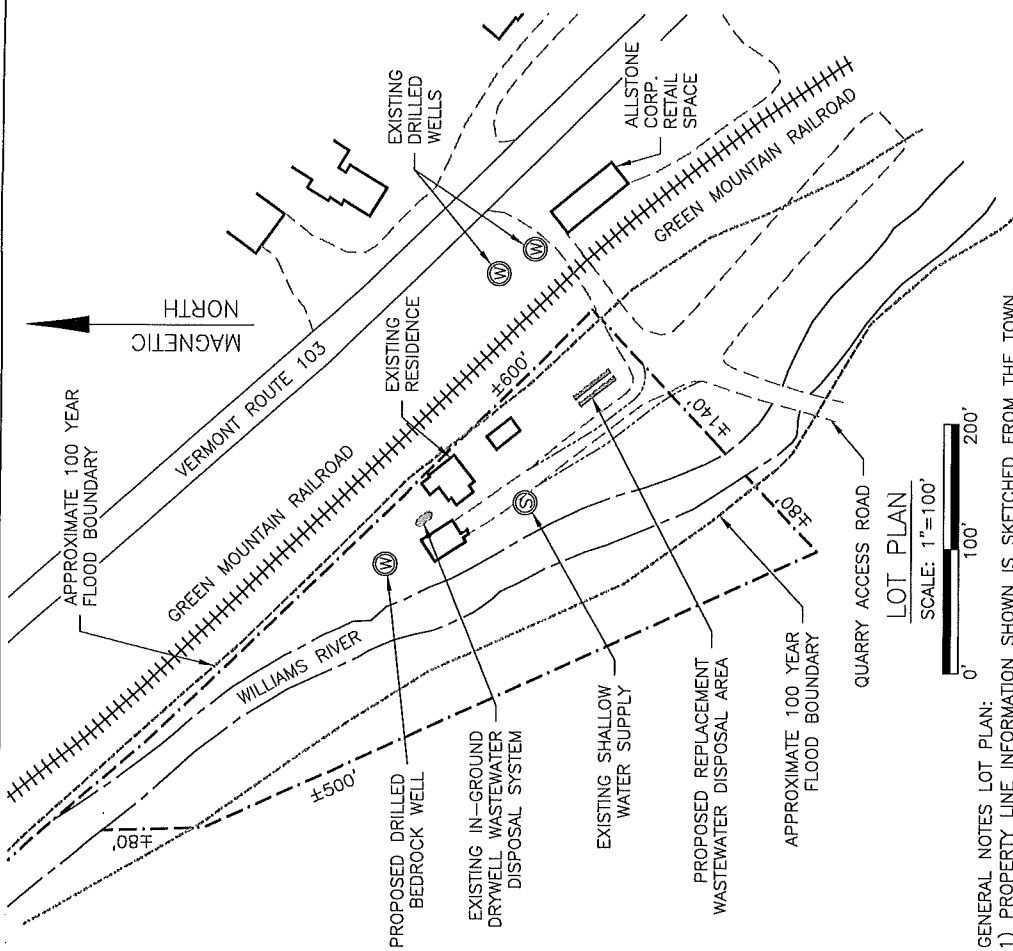 APPROXIMATE 100 YEAR
FLOOD BOUNDARY
MAGNETIC
NORTH
VERMONT ROUTE 103
GREEN MOUNTAIN RAILROAD
EXISTING
RESIDENCE
EXISTING
DRILLED
WELLS
W
W
ALLSTONE
CORP.
RETAIL
SPACE
GREEN MOUNTAIN RAILROAD
±600'
WILLIAMS RIVER
W
S
±140'
±80'
±500'
±80'
PROPOSED DRILLED
BEDROCK WELL
EXISTING IN-GROUND
DRYWELL WASTEWATER
DISPOSAL SYSTEM
EXISTING SHALLOW
WATER SUPPLY
PROPOSED REPLACEMENT
WASTEWATER DISPOSAL AREA
APPROXIMATE 100 YEAR
FLOOD BOUNDARY
QUARRY ACCESS ROAD
LOT PLAN
SCALE: 1"=100'
0' 100' 200'
GENERAL NOTES LOT PLAN:
1) PROPERTY LINE INFORMATION SHOWN IS SKETCHED FROM THE TOWN